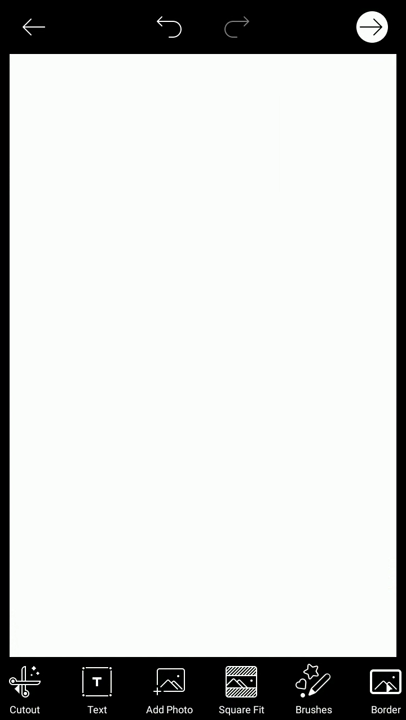 Cutout
Text
Add Photo
Square Fit
Brushes
Border